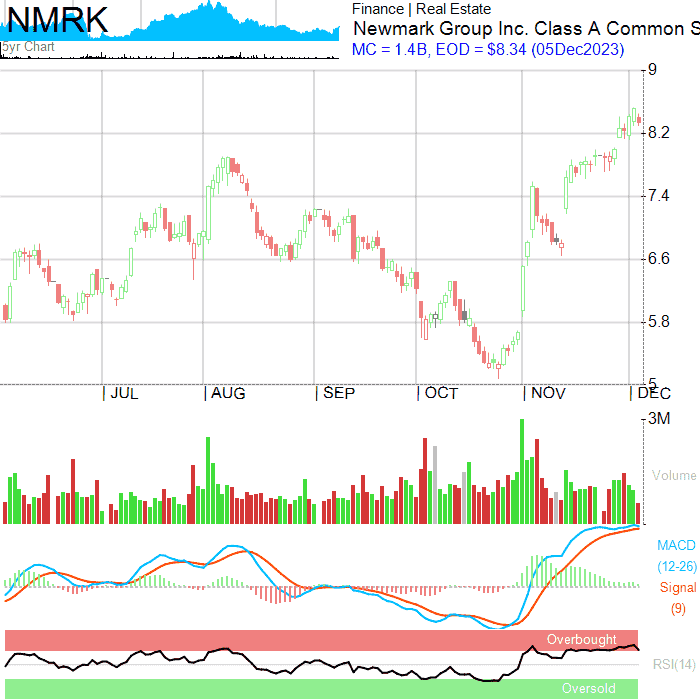 NMRK
5yr Chart
Finance | Real Estate
Newmark Group Inc. Class A Common S
MC = 1.4B, EOD = $8.34 (05Dec2023)
9
8.2
7.4
6.6
5.8
5
| JUL | AUG | SEP | OCT | NOV | DEC
3M
Volume
MACD
(12-26)
Signal
(9)
Overbought
RSI(14)
Oversold